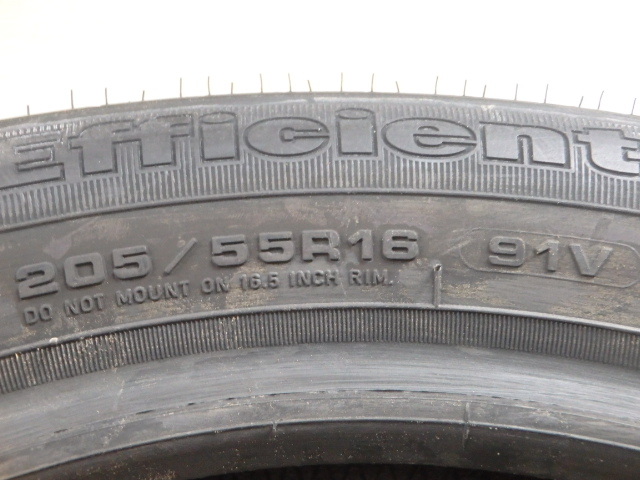 Efficient
205/55R16 91V
DO NOT MOUNT ON 16.5 INCH RIM.